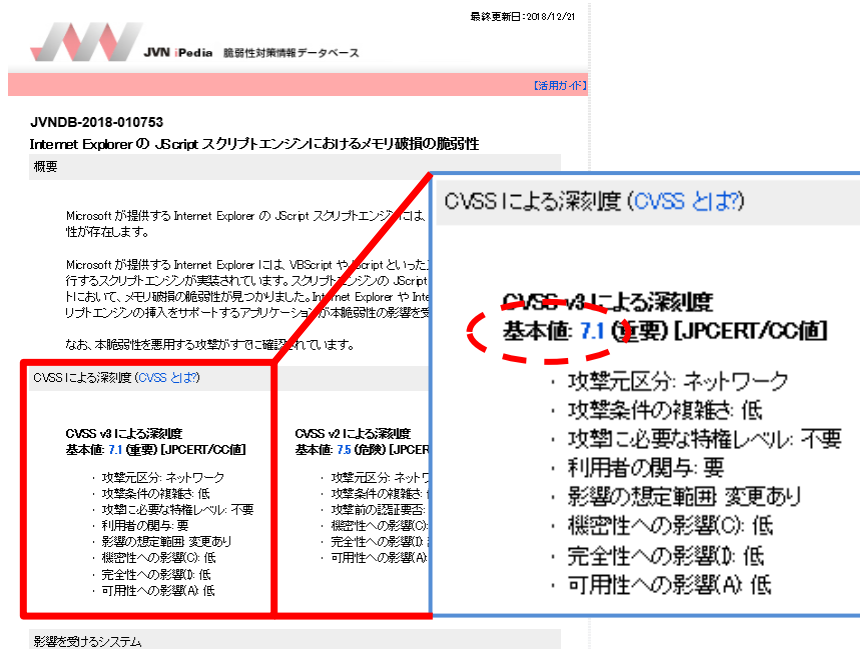 最終更新日：2018/12/21
JVN iPedia 脆弱性対策情報データベース
【活用ガイド】
JVNDB-2018-010753
Internet Explorer の JScript スクリプトエンジンにおけるメモリ破損の脆弱性
概要
Microsoft が提供する Internet Explorer の JScript スクリプトエンジンには、
性が存在します。
Microsoft が提供する Internet Explorer には、VBScript や JScript といった
行するスクリプトエンジンが実装されています。スクリプトエンジンの JScript
トにおいて、メモリ破損の脆弱性が見つかりました。Internet Explorer や Inte
リプトエンジンの挿入をサポートするアプリケーションが本脆弱性の影響を受
なお、本脆弱性を悪用する攻撃がすでに確認されています。
CVSS による深刻度 (CVSS とは?)
CVSS v3 による深刻度
基本値: 7.1 (重要) [JPCERT/CC値]
・ 攻撃元区分: ネットワーク
・ 攻撃条件の複雑さ: 低
・ 攻撃に必要な特権レベル: 不要
・ 利用者の関与: 要
・ 影響の想定範囲: 変更あり
・ 機密性への影響(C): 低
・ 完全性への影響(I): 低
・ 可用性への影響(A): 低
CVSS v2 による深刻度
基本値: 7.5 (危険) [JPCER
・ 攻撃元区分: ネットワ
・ 攻撃条件の複雑さ:
・ 攻撃前の認証要否:
・ 機密性への影響(C):
・ 完全性への影響(I):
・ 可用性への影響(A)
影響を受けるシステム
CVSS による深刻度 (CVSS とは?)
CVSS v3 による深刻度
基本値: 7.1 (重要) [JPCERT/CC値]
・ 攻撃元区分: ネットワーク
・ 攻撃条件の複雑さ: 低
・ 攻撃に必要な特権レベル: 不要
・ 利用者の関与: 要
・ 影響の想定範囲: 変更あり
・ 機密性への影響(C): 低
・ 完全性への影響(I): 低
・ 可用性への影響(A): 低